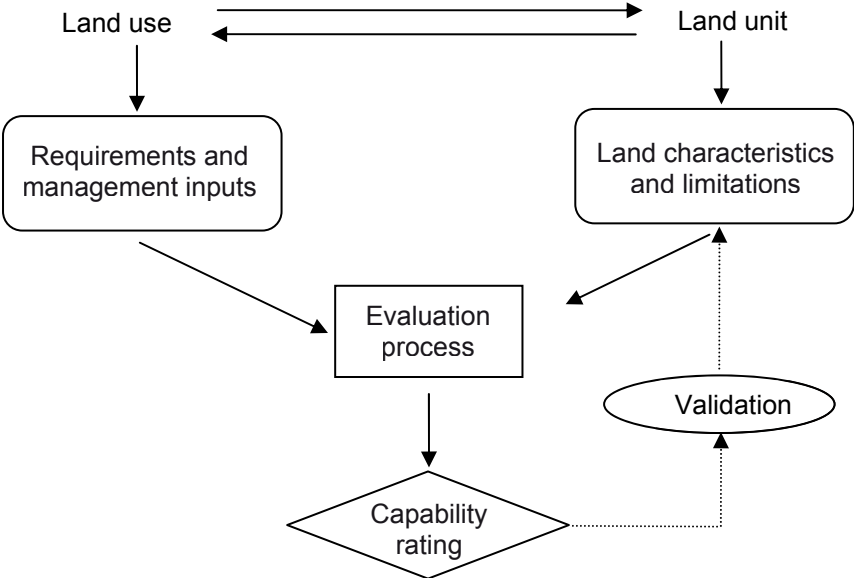 Land use
Land unit
Requirements and
management inputs
Land characteristics
and limitations
Evaluation
process
Validation
Capability
rating